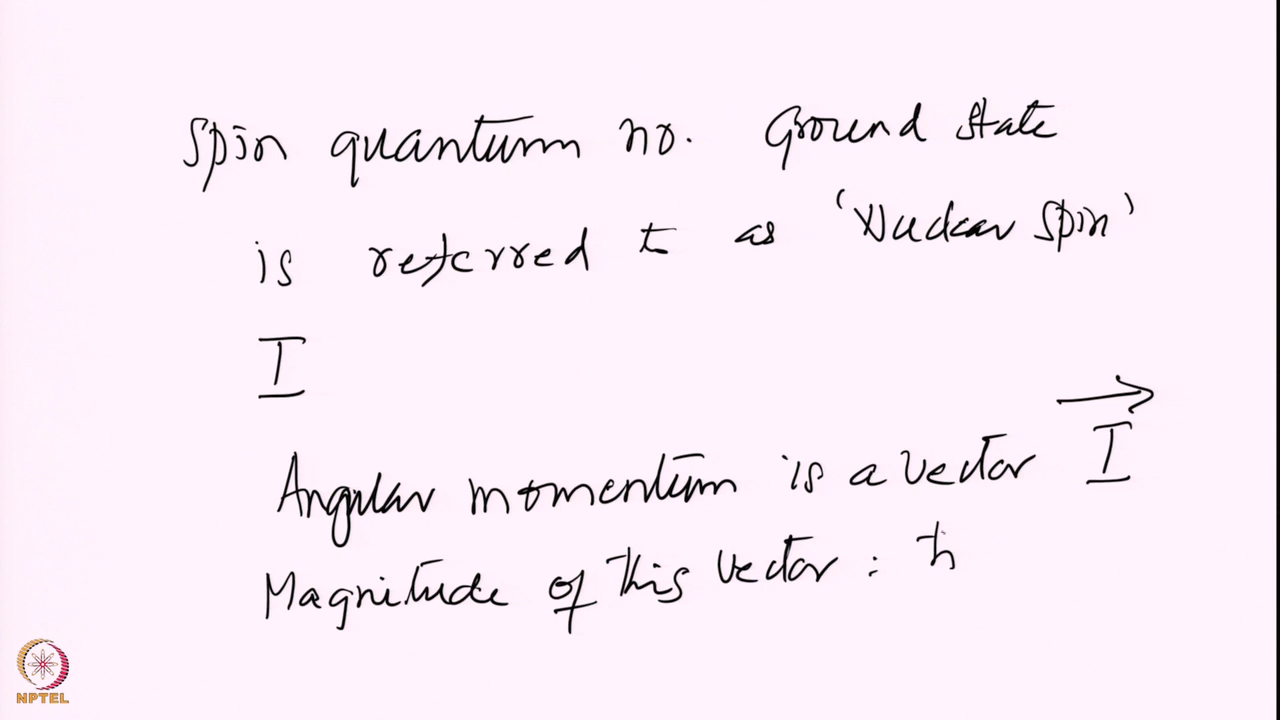 Spin quantum no. Ground State
is referred to as 'Nuclear Spin'
I
Angular momentum is a vector I⃗
Magnitude of this vector : ħ
NPTEL